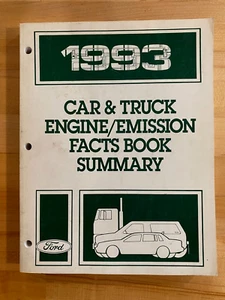 1993
CAR & TRUCK
ENGINE/EMISSION
FACTS BOOK
SUMMARY
Ford